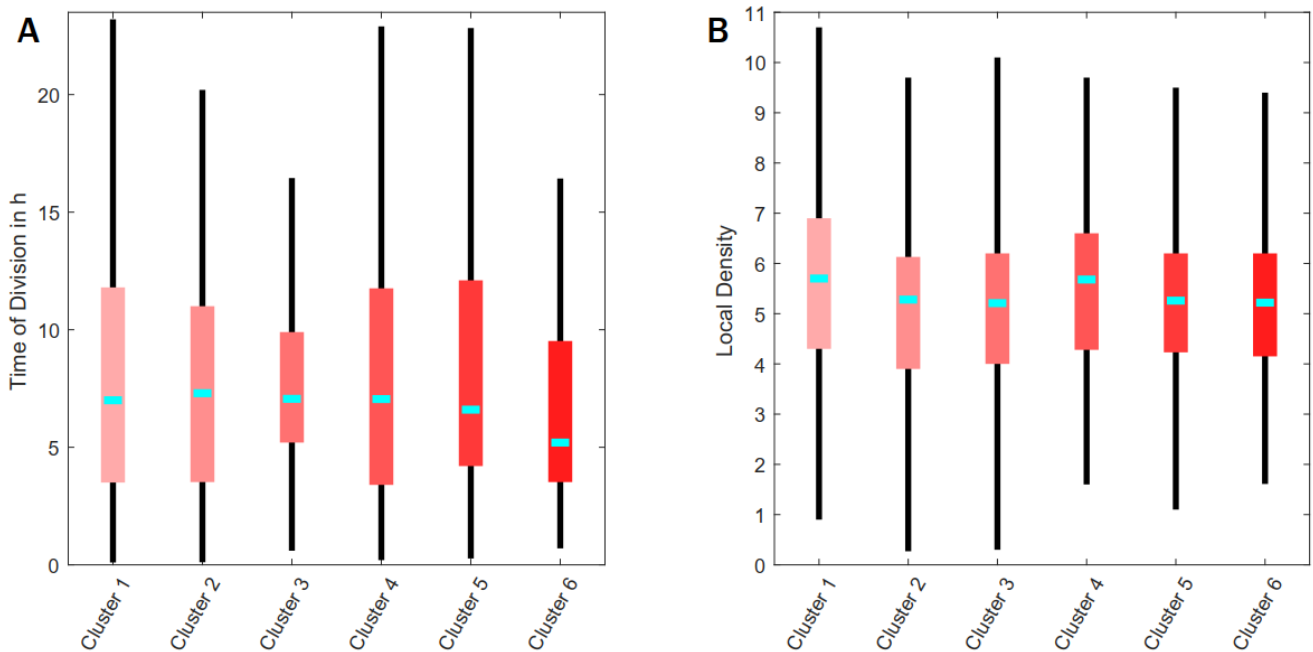 A
Time of Division in h
20
15
10
5
0
Cluster 1
Cluster 2
Cluster 3
Cluster 4
Cluster 5
Cluster 6
B
Local Density
11
10
9
8
7
6
5
4
3
2
1
0
Cluster 1
Cluster 2
Cluster 3
Cluster 4
Cluster 5
Cluster 6